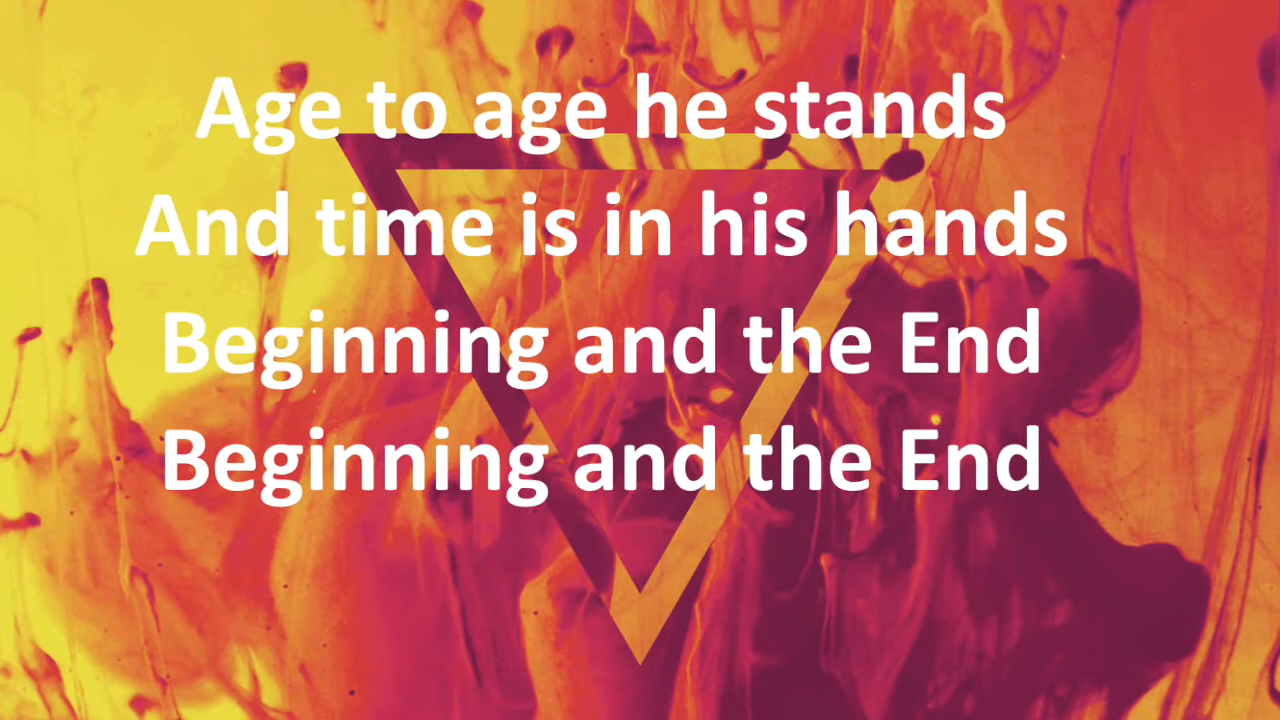 Age to age he stands
And time is in his hands
Beginning and the End
Beginning and the End